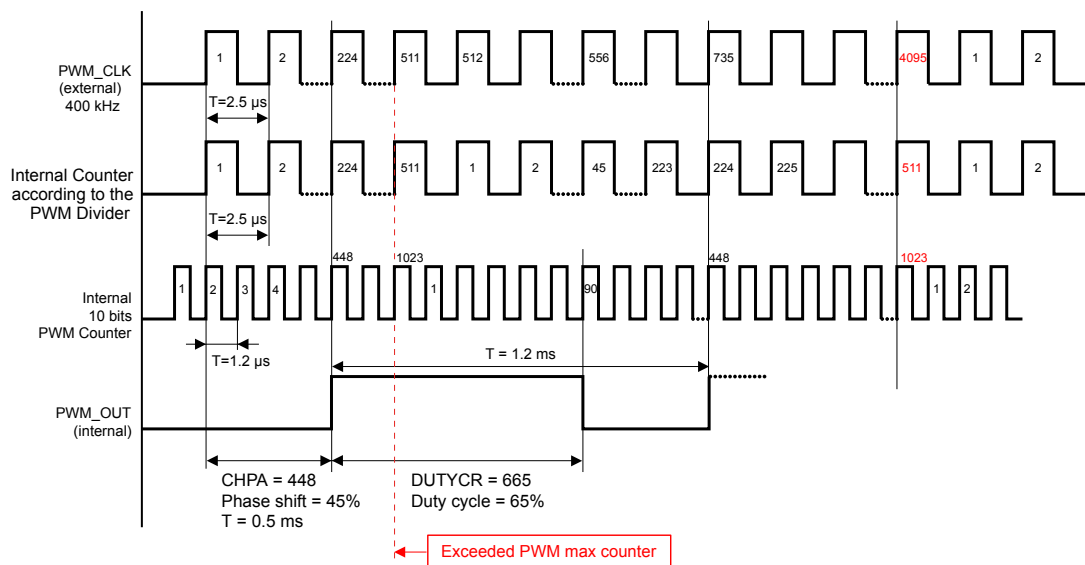 1 2 224 511 512 556 735 4095 1 2
PWM_CLK
(external)
400 kHz
T=2.5 µs
1 2 224 511 1 2 45 223 224 225 511 1 2
Internal Counter
according to the
PWM Divider
T=2.5 µs
448 1023 448 1023
1 2 3 4 1 90 1 2
Internal
10 bits
PWM Counter
T=1.2 µs
T = 1.2 ms
PWM_OUT
(internal)
CHPA = 448
Phase shift = 45%
T = 0.5 ms
DUTYCR = 665
Duty cycle = 65%
Exceeded PWM max counter